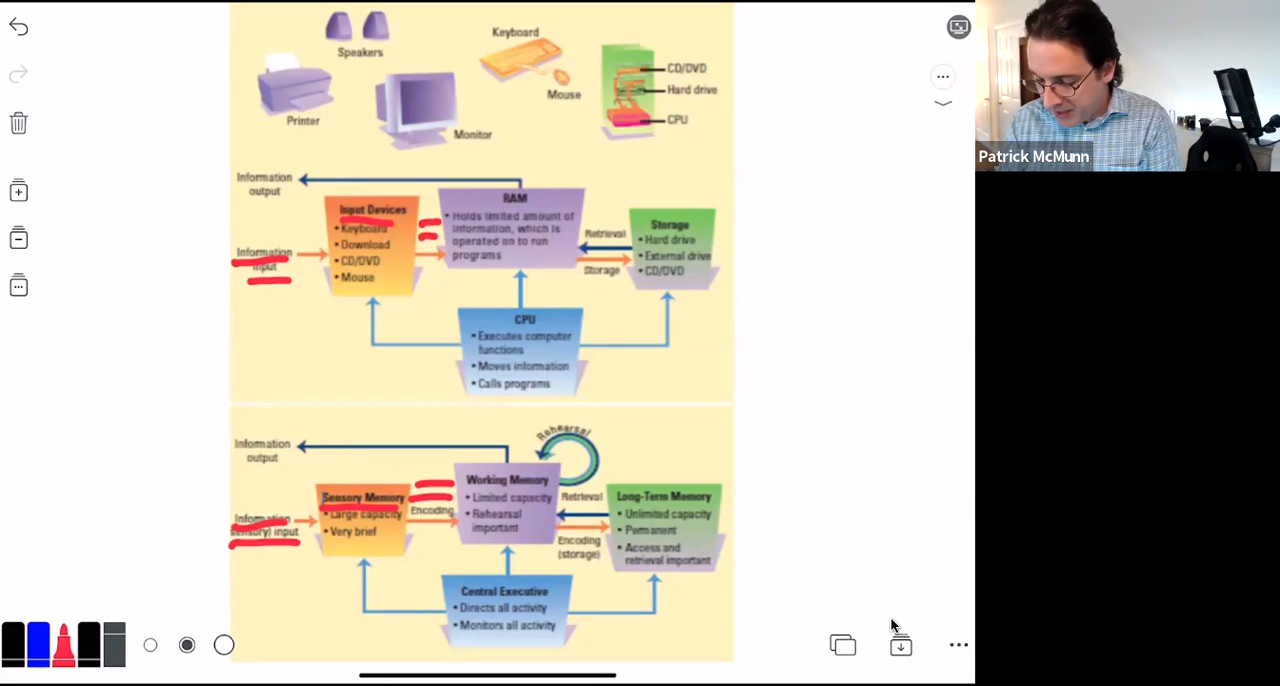 Speakers
Keyboard
CD/DVD
Hard drive
Mouse
Printer
CPU
Monitor
Patrick McMunn
Information
output
RAM
• Holds limited amount of
information, which is
operated on to run
programs
Input Devices
• Keyboard
• Download
• CD/DVD
• Mouse
Information
input
Retrieval
Storage
Storage
• Hard drive
• External drive
• CD/DVD
CPU
• Executes computer
functions
• Moves information
• Calls programs
Information
output
Rehearsal
Working Memory
• Limited capacity
• Rehearsal
important
Sensory Memory
• Large capacity
• Very brief
Encoding
Information
(sensory) input
Retrieval
Encoding
(storage)
Long-Term Memory
• Unlimited capacity
• Permanent
• Access and
retrieval important
Central Executive
• Directs all activity
• Monitors all activity